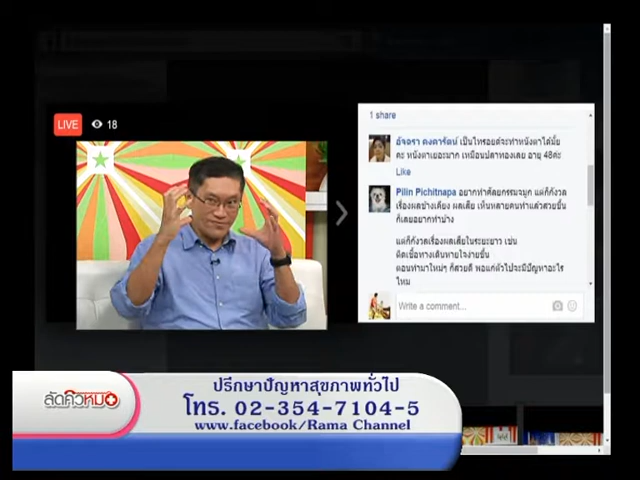 LIVE
18
1 share
อัจฉรา ดงดารัตน์ เป็นไทรอยด์จะทำหนังตาได้มั้ย
คะ หนังตาเยอะมาก เหมือนปลาทองเลย อายุ 48ค่ะ
Like
Pilin Pichitnapa อยากทำศัลยกรรมจมูก แต่ก็กังวล
เรื่องผลข้างเคียง ผลเสีย เห็นหลายคนทำแล้วสวยขึ้น
ก็เลยอยากทำบ้าง
แต่ก็กังวลเรื่องผลเสียในระยะยาว เช่น
ติดเชื้อทางเดินหายใจง่ายขึ้น
ตอนทำมาใหม่ๆ ก็สวยดี พอแก่ตัวไปจะมีปัญหาอะไร
ไหม
Write a comment...
ลัดคิวหมอ
ปรึกษาปัญหาสุขภาพทั่วไป
โทร. 02-354-7104-5
www.facebook/Rama Channel